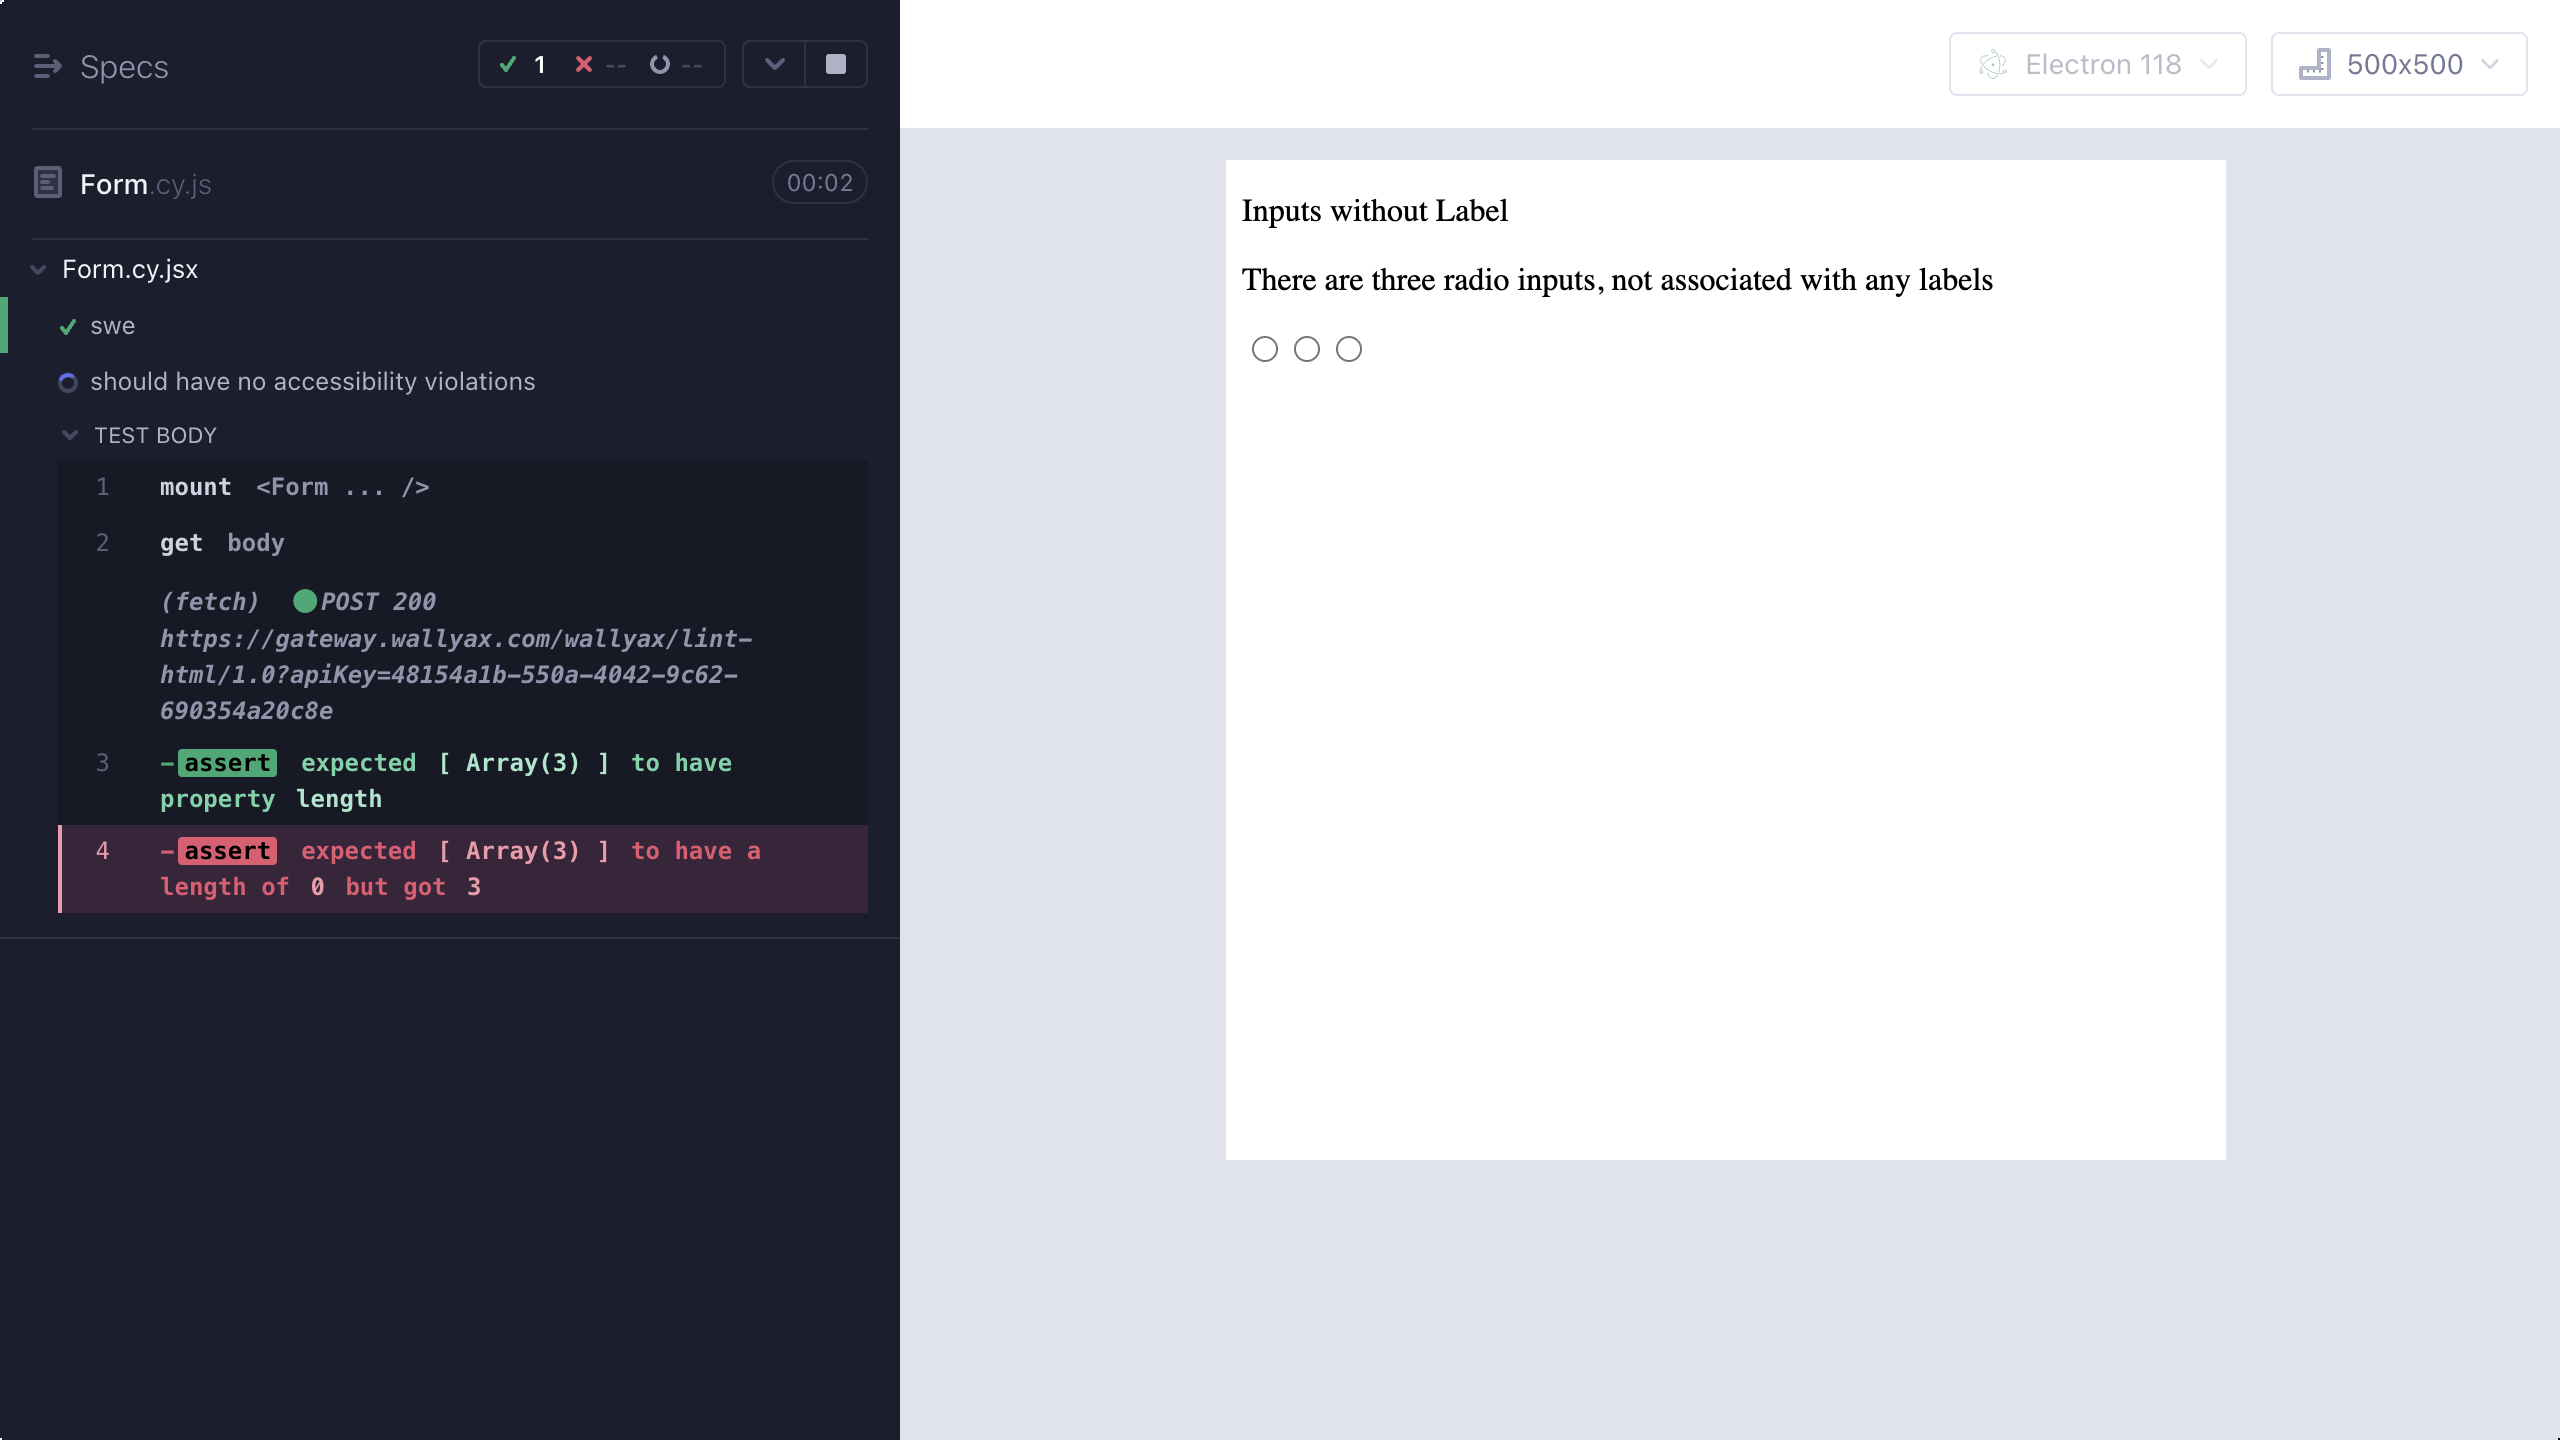 Specs
1 -- --
Form.cy.js
00:02
Form.cy.jsx
swe
should have no accessibility violations
TEST BODY
1 mount <Form ... />
2 get body
(fetch) POST 200
https://gateway.wallyax.com/wallyax/lint-
html/1.0?apiKey=48154a1b-550a-4042-9c62-
690354a20c8e
3 -assert expected [ Array(3) ] to have
property length
4 -assert expected [ Array(3) ] to have a
length of 0 but got 3
Electron 118
500x500
Inputs without Label
There are three radio inputs, not associated with any labels